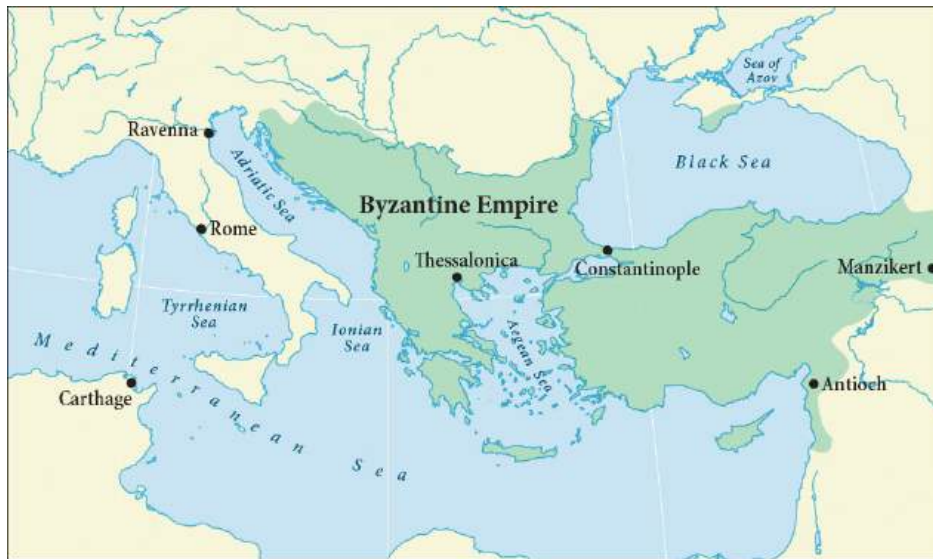 Sea of
Azov
Ravenna
Adriatic Sea
Black Sea
Byzantine Empire
Rome
Thessalonica
Constantinople
Manzikert
Tyrrhenian
Sea
Ionian
Sea
Aegean Sea
Mediterranean Sea
Carthage
Antioch